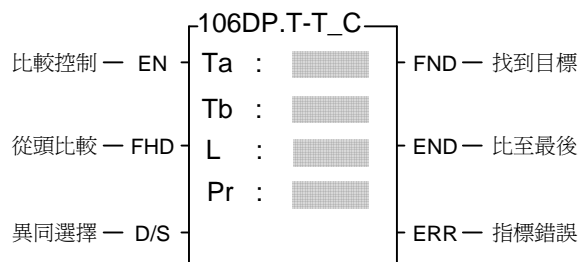 106DP.T-T_C
比較控制 EN Ta : FND 找到目標
Tb :
從頭比較 FHD L : END 比至最後
Pr :
異同選擇 D/S ERR 指標錯誤